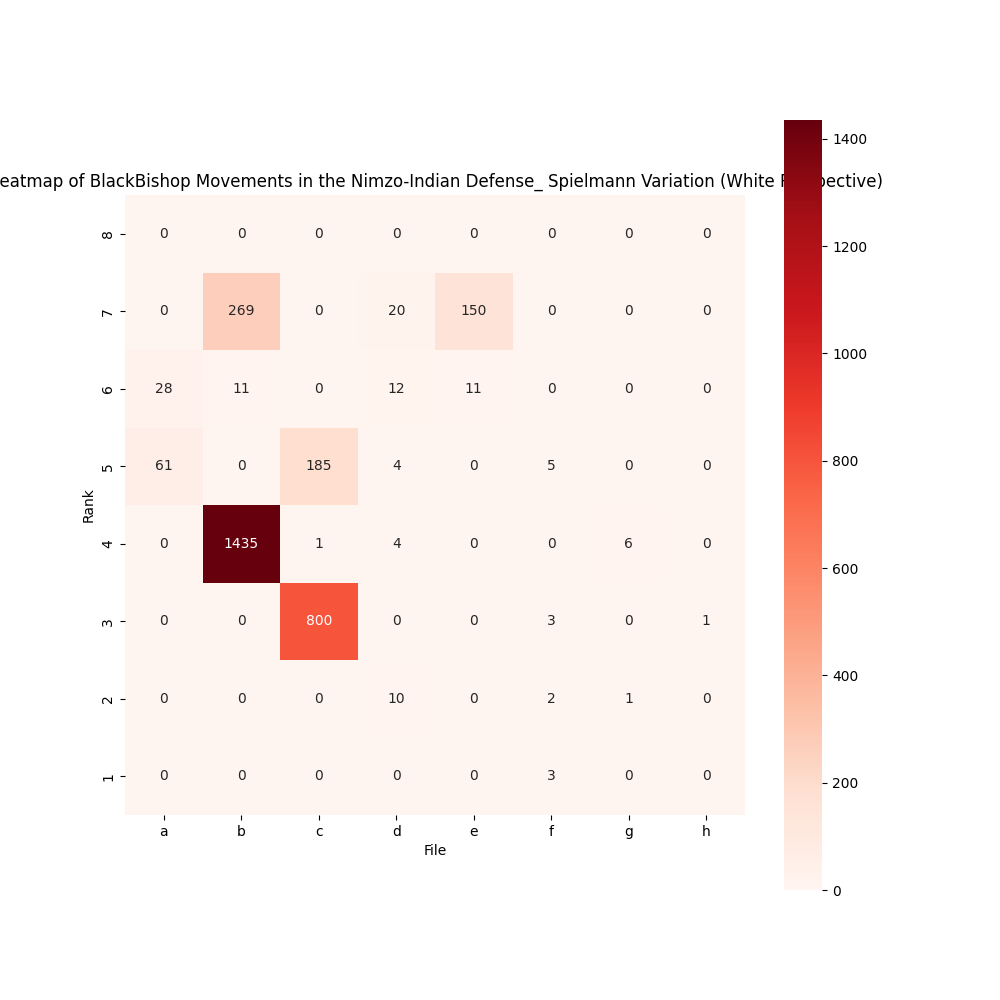 eatmap of BlackBishop Movements in the Nimzo-Indian Defense_ Spielmann Variation (White pective)
1400
1200
1000
800
600
400
200
0
Rank
8 0 0 0 0 0 0 0 0
7 0 269 0 20 150 0 0 0
6 28 11 0 12 11 0 0 0
5 61 0 185 4 0 5 0 0
4 0 1435 1 4 0 0 6 0
3 0 0 800 0 0 3 0 1
2 0 0 0 10 0 2 1 0
1 0 0 0 0 0 3 0 0
a b c d e f g h
File